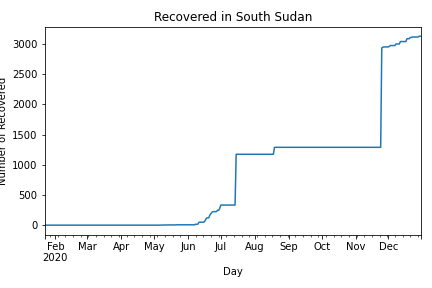 Recovered in South Sudan
Number of Recovered
3000
2500
2000
1500
1000
500
0
Feb Mar Apr May Jun Jul Aug Sep Oct Nov Dec
2020
Day